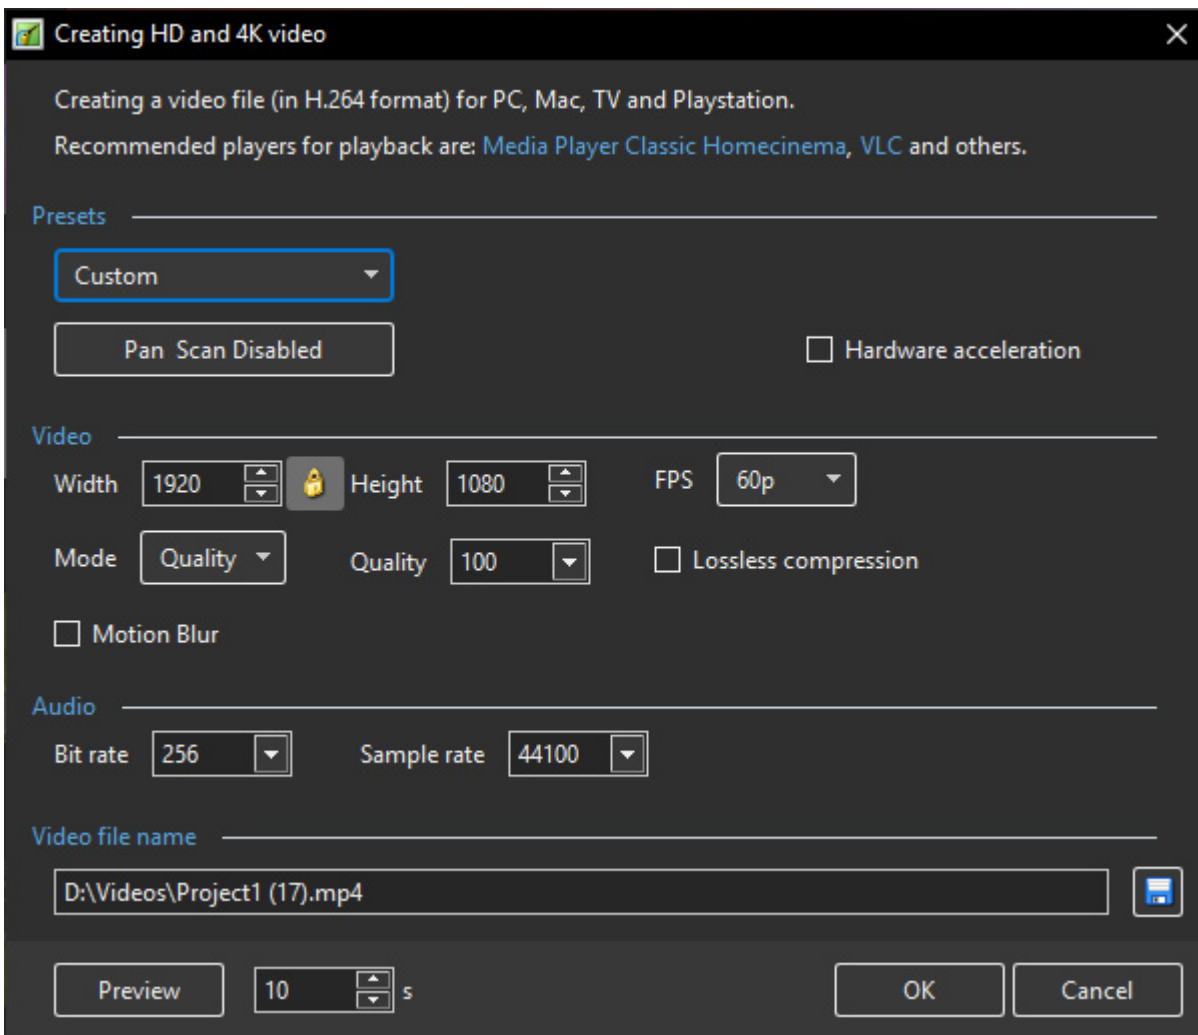 Creating HD and 4K video
Creating a video file (in H.264 format) for PC, Mac, TV and Playstation.
Recommended players for playback are: Media Player Classic Homecinema, VLC and others.
Presets
Custom
Pan Scan Disabled
Hardware acceleration
Video
Width 1920 Height 1080 FPS 60p
Mode Quality Quality 100 Lossless compression
Motion Blur
Audio
Bit rate 256 Sample rate 44100
Video file name
D:\Videos\Project1 (17).mp4
Preview 10 s OK Cancel